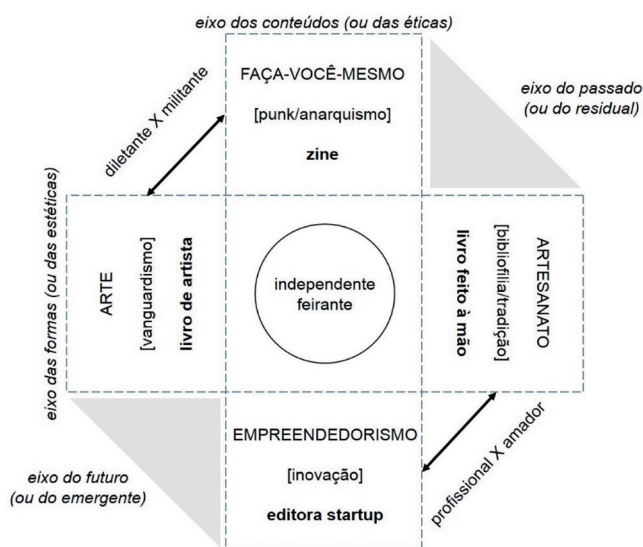 eixo dos conteúdos (ou das éticas)
FAÇA-VOCÊ-MESMO
[punk/anarquismo]
zine
diletante X militante
eixo do passado
(ou do residual)
eixo das formas (ou das estéticas)
ARTE
[vanguardismo]
livro de artista
independente
feirante
ARTESANATO
[bibliofilia/tradição]
livro feito à mão
EMPREENDEDORISMO
[inovação]
editora startup
eixo do futuro
(ou do emergente)
profissional X amador